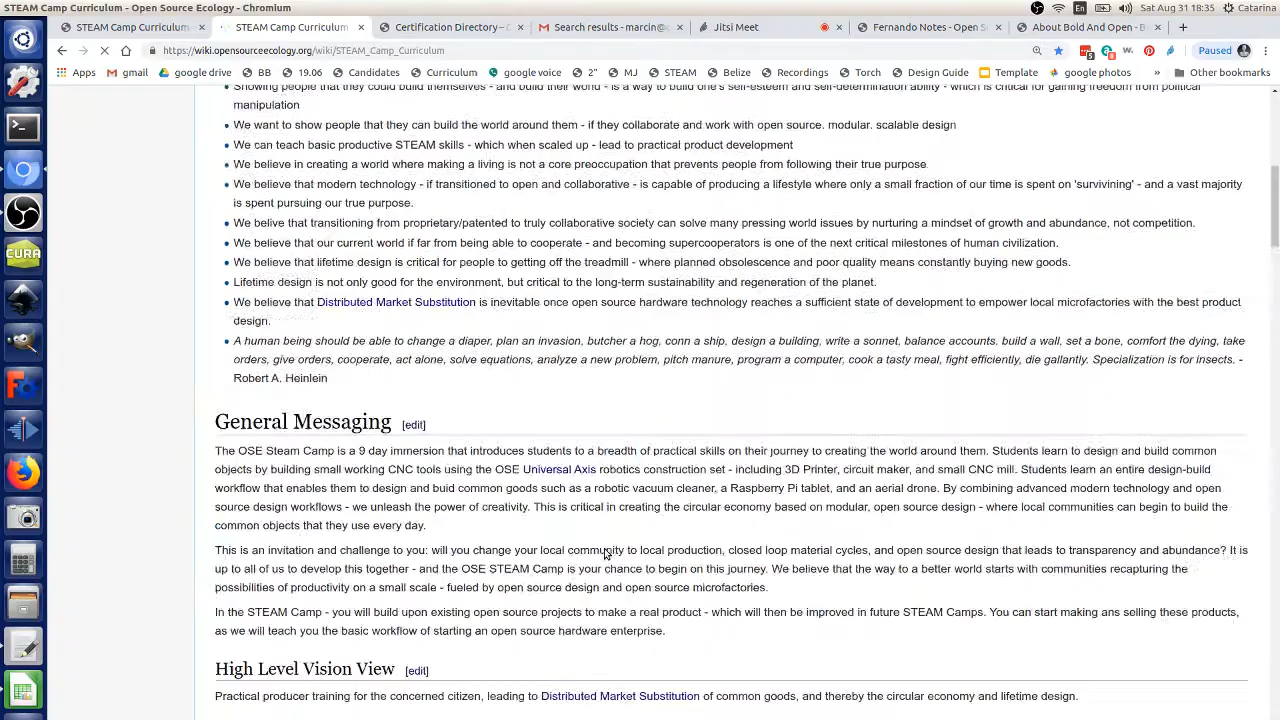 STEAM Camp Curriculum - Open Source Ecology - Chromium
En
Sat Aug 31 18:35
Catarina
STEAM Camp Curriculum
STEAM Camp Curriculum
Certification Directory –
Search results - marcin@
Jitsi Meet
Fernando Notes - Open S
About Bold And Open - B
https://wiki.opensourceecology.org/wiki/STEAM_Camp_Curriculum
Paused
Apps
gmail
google drive
BB
19.06
Candidates
Curriculum
google voice
2"
MJ
STEAM
Belize
Recordings
Torch
Design Guide
Template
google photos
»
Other bookmarks
Showing people that they could build themselves - and build their world - is a way to build one's self-esteem and self-determination ability - which is critical for gaining freedom from political
manipulation
We want to show people that they can build the world around them - if they collaborate and work with open source. modular. scalable design
We can teach basic productive STEAM skills - which when scaled up - lead to practical product development
We believe in creating a world where making a living is not a core preoccupation that prevents people from following their true purpose.
We believe that modern technology - if transitioned to open and collaborative - is capable of producing a lifestyle where only a small fraction of our time is spent on 'survivining' - and a vast majority
is spent pursuing our true purpose.
We belive that transitioning from proprietary/patented to truly collaborative society can solve many pressing world issues by nurturing a mindset of growth and abundance, not competition.
We believe that our current world if far from being able to cooperate - and becoming supercooperators is one of the next critical milestones of human civilization.
We believe that lifetime design is critical for people to getting off the treadmill - where planned obsolescence and poor quality means constantly buying new goods.
Lifetime design is not only good for the environment, but critical to the long-term sustainability and regeneration of the planet.
We believe that Distributed Market Substitution is inevitable once open source hardware technology reaches a sufficient state of development to empower local microfactories with the best product
design.
A human being should be able to change a diaper, plan an invasion, butcher a hog, conn a ship, design a building, write a sonnet, balance accounts. build a wall, set a bone, comfort the dying, take
orders, give orders, cooperate, act alone, solve equations, analyze a new problem, pitch manure, program a computer, cook a tasty meal, fight efficiently, die gallantly. Specialization is for insects. -
Robert A. Heinlein
General Messaging [edit]
The OSE Steam Camp is a 9 day immersion that introduces students to a breadth of practical skills on their journey to creating the world around them. Students learn to design and build common
objects by building small working CNC tools using the OSE Universal Axis robotics construction set - including 3D Printer, circuit maker, and small CNC mill. Students learn an entire design-build
workflow that enables them to design and build common goods such as a robotic vacuum cleaner, a Raspberry Pi tablet, and an aerial drone. By combining advanced modern technology and open
source design workflows - we unleash the power of creativity. This is critical in creating the circular economy based on modular, open source design - where local communities can begin to build the
common objects that they use every day.
This is an invitation and challenge to you: will you change your local community to local production, closed loop material cycles, and open source design that leads to transparency and abundance? It is
up to all of us to develop this together - and the OSE STEAM Camp is your chance to begin on this journey. We believe that the way to a better world starts with communities recapturing the
possibilities of productivity on a small scale - fueled by open source design and open source microfactories.
In the STEAM Camp - you will build upon existing open source projects to make a real product - which will then be improved in future STEAM Camps. You can start making ans selling these products,
as we will teach you the basic workflow of starting an open source hardware enterprise.
High Level Vision View [edit]
Practical producer training for the concerned citizen, leading to Distributed Market Substitution of common goods, and thereby the circular economy and lifetime design.
CURA